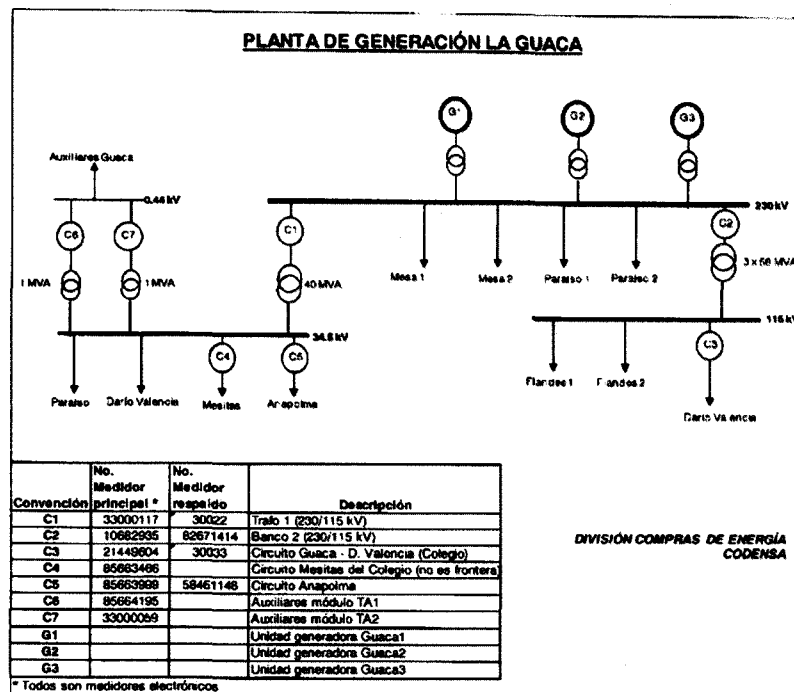 PLANTA DE GENERACIÓN LA GUACA
G1
G2
G3
Auxiliares Guaca
0.44 kV
230 kV
C6
C7
C1
C2
1 MVA
1 MVA
40 MVA
3 x 56 MVA
Mesa 1
Mesa 2
Paraiso 1
Paraiso 2
34.5 kV
115 kV
C4
C5
C3
Paraiso
Darío Valencia
Mesitas
Anapoima
Flandes 1
Flandes 2
Darío Valencia
Convención No. Medidor principal * No. Medidor respaldo Descripción
C1 33000117 30022 Trafo 1 (230/115 kV)
C2 10682935 82671414 Banco 2 (230/115 kV)
C3 21449604 30033 Circuito Guaca - D. Valencia (Colegio)
C4 85663466 Circuito Mesitas del Colegio (no es frontera)
C5 85663999 58461146 Circuito Anapoima
C6 85664195 Auxiliares módulo TA1
C7 33000059 Auxiliares módulo TA2
G1 Unidad generadora Guaca1
G2 Unidad generadora Guaca2
G3 Unidad generadora Guaca3
* Todos son medidores electrónicos
DIVISIÓN COMPRAS DE ENERGÍA
CODENSA